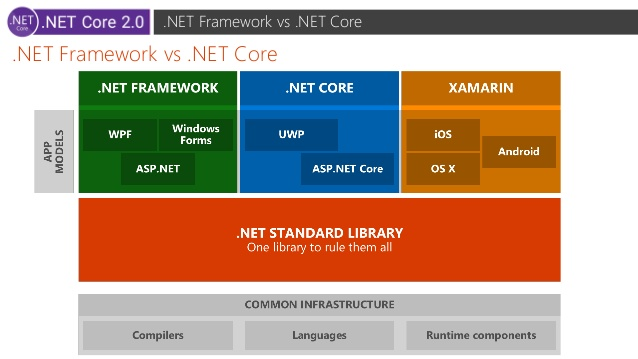 .NET Core
.NET Core 2.0
.NET Framework vs .NET Core
.NET Framework vs .NET Core
.NET FRAMEWORK
.NET CORE
XAMARIN
APP
MODELS
WPF
Windows
Forms
ASP.NET
UWP
ASP.NET Core
iOS
Android
OS X
.NET STANDARD LIBRARY
One library to rule them all
COMMON INFRASTRUCTURE
Compilers
Languages
Runtime components